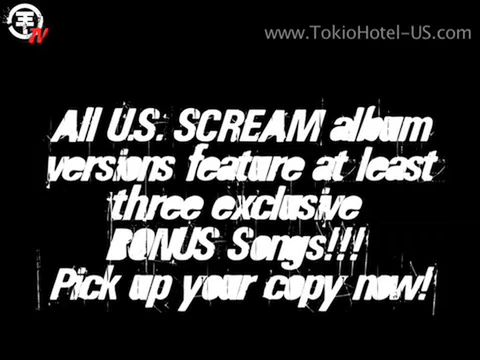 TV
www.TokioHotel-US.com
All U.S. SCREAM album
versions feature at least
three exclusive
BONUS Songs!!!
Pick up your copy now!